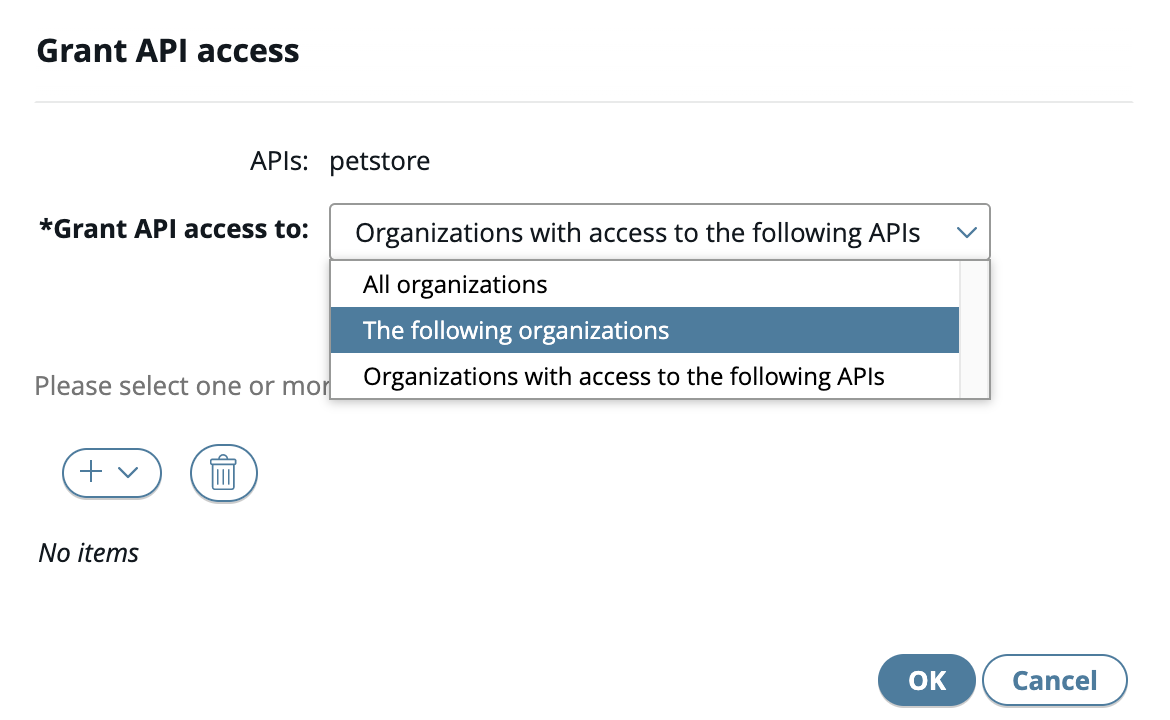 Grant API access
APIs: petstore
*Grant API access to: Organizations with access to the following APIs
All organizations
The following organizations
Organizations with access to the following APIs
Please select one or mor
No items
OK Cancel